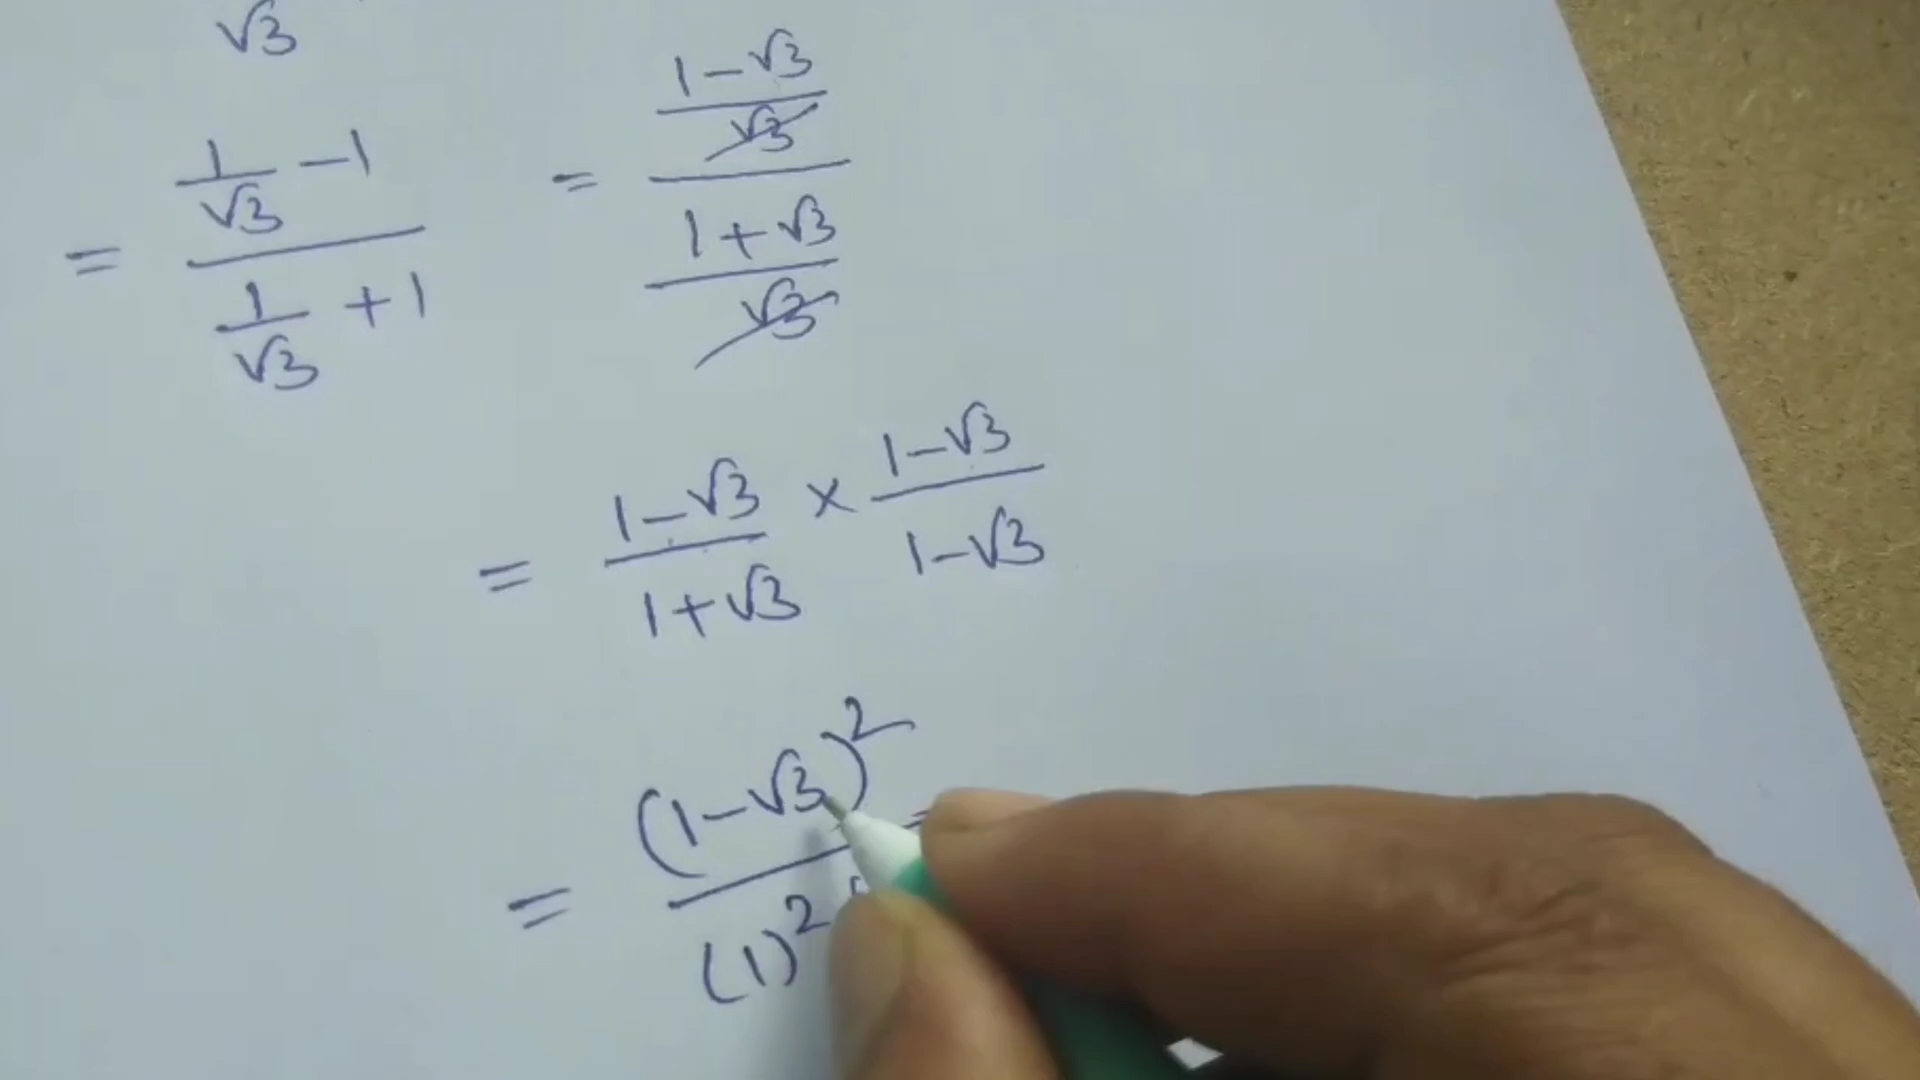 √3
= (1/√3 - 1)/(1/√3 + 1) = ((1-√3)/√3)/((1+√3)/√3)
= (1-√3)/(1+√3) × (1-√3)/(1-√3)
= (1-√3)²/(1)² =